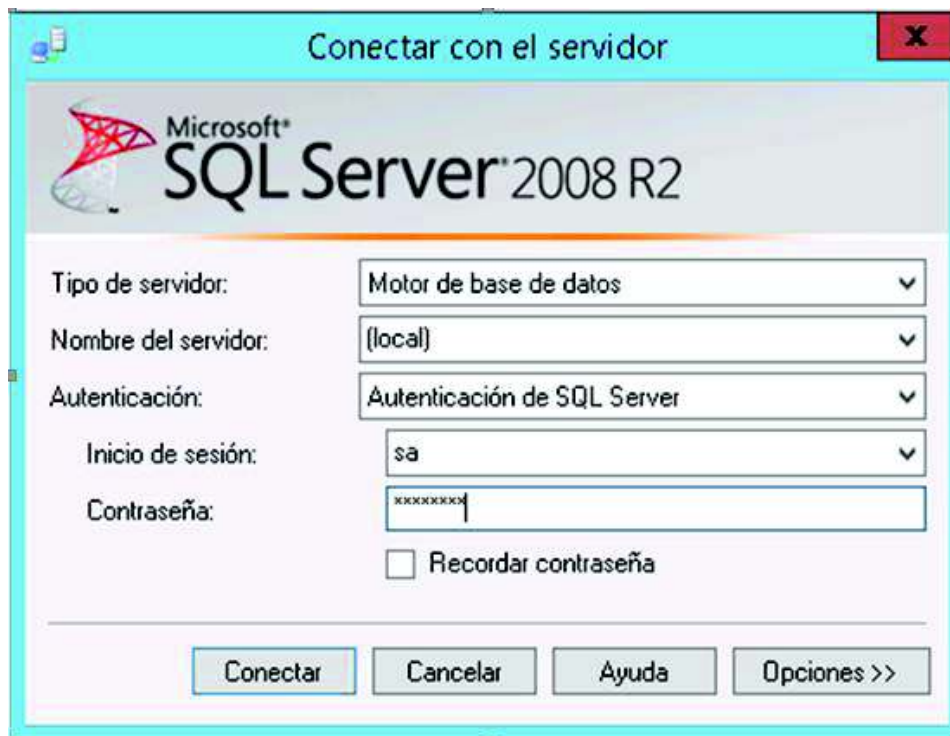 Conectar con el servidor
Microsoft®
SQL Server® 2008 R2
Tipo de servidor: Motor de base de datos
Nombre del servidor: (local)
Autenticación: Autenticación de SQL Server
Inicio de sesión: sa
Contraseña: xxxxxxxx
Recordar contraseña
Conectar Cancelar Ayuda Opciones >>